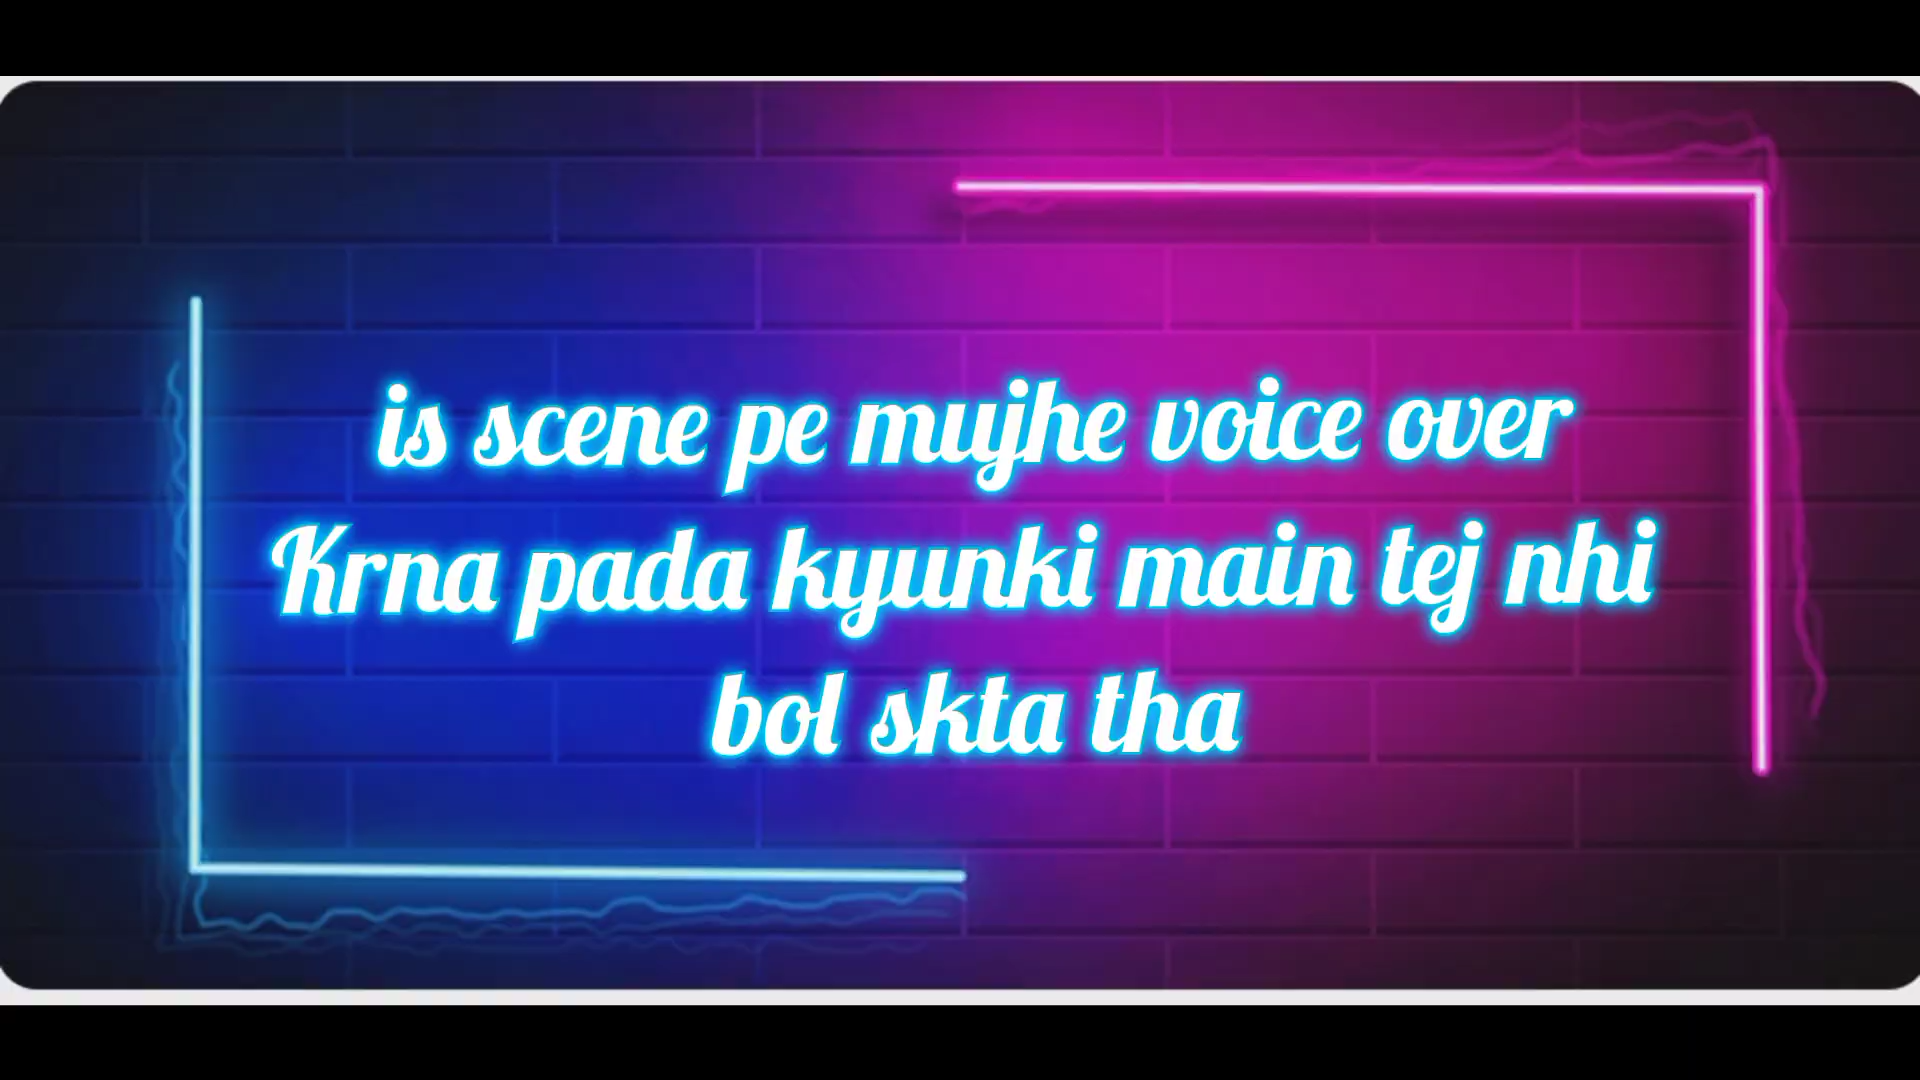 is scene pe mujhe voice over
Krna pada kyunki main tej nhi
bol skta tha